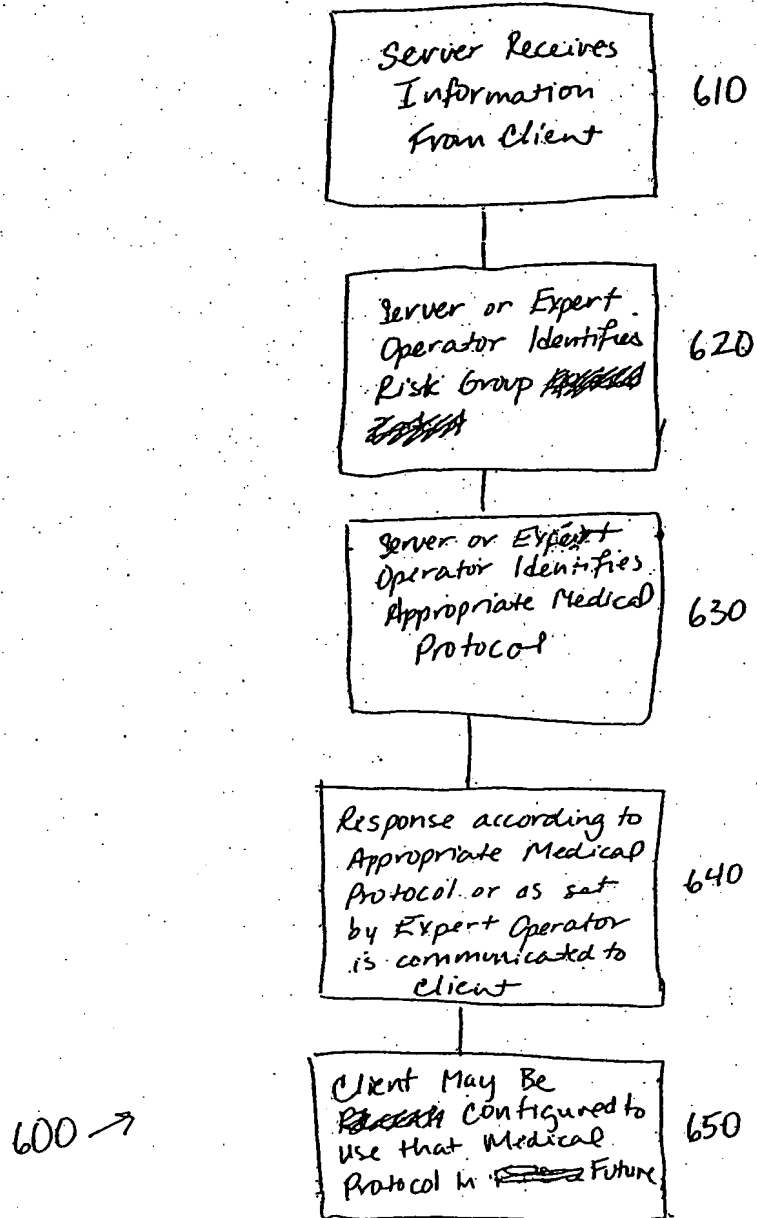 Server Receives
Information
From Client
610
Server or Expert
Operator Identifies
Risk Group
620
Server or Expert
Operator Identifies
Appropriate Medical
Protocol
630
Response according to
Appropriate Medical
Protocol or as set
by Expert Operator
is communicated to
Client
640
Client May Be
configured to
use that Medical
Protocol in Future
650
600